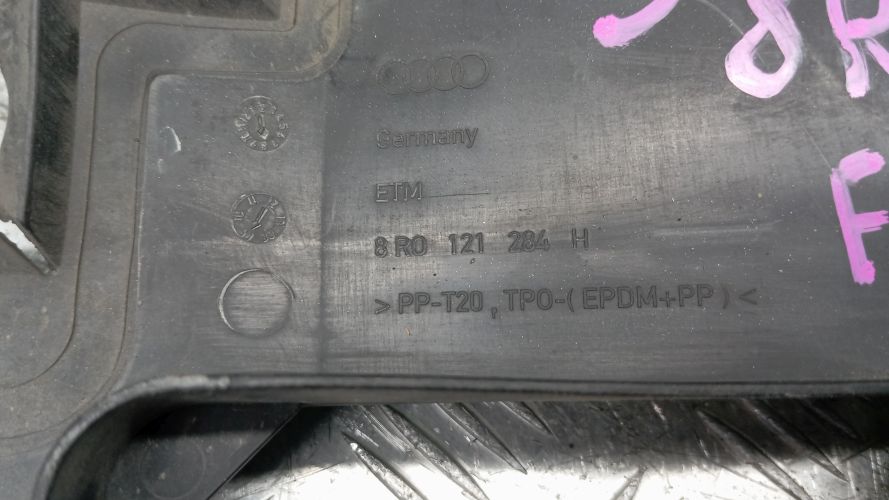 Germany
ETM
8R0 121 284 H
>PP-T20, TPO-(EPDM+PP)<
8R
F